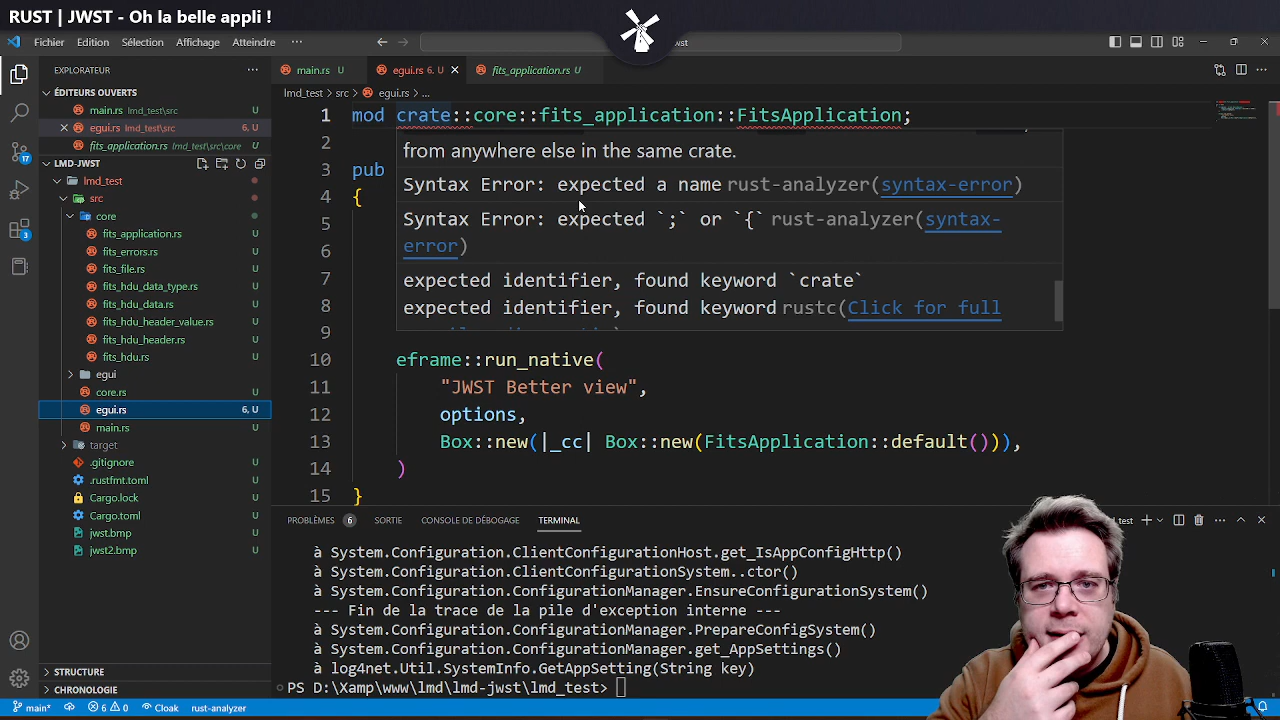 RUST | JWST - Oh la belle appli !
Fichier Edition Sélection Affichage Atteindre ···
wst
EXPLORATEUR
main.rs U
egui.rs 6, U
fits_application.rs U
ÉDITEURS OUVERTS
main.rs lmd_test\src U
egui.rs lmd_test\src 6, U
fits_application.rs lmd_test\src\core U
LMD-JWST
lmd_test
src
core
fits_application.rs U
fits_errors.rs U
fits_file.rs U
fits_hdu_data_type.rs U
fits_hdu_data.rs U
fits_hdu_header_value.rs U
fits_hdu_header.rs U
fits_hdu.rs U
egui
core.rs U
egui.rs 6, U
main.rs U
target
.gitignore U
.rustfmt.toml U
Cargo.lock U
Cargo.toml U
jwst.bmp U
jwst2.bmp U
STRUCTURE
CHRONOLOGIE
17
3
lmd_test > src > egui.rs > ...
1 mod crate::core::fits_application::FitsApplication;
2
3 pub
4 {
5
6
7
8
9
from anywhere else in the same crate.
Syntax Error: expected a name rust-analyzer(syntax-error)
Syntax Error: expected `;` or `{` rust-analyzer(syntax-
error)
expected identifier, found keyword `crate`
expected identifier, found keyword rustc(Click for full
10 eframe::run_native(
11 "JWST Better view",
12 options,
13 Box::new(|_cc| Box::new(FitsApplication::default())),
14 )
15 }
PROBLÈMES 6 SORTIE CONSOLE DE DÉBOGAGE TERMINAL
à System.Configuration.ClientConfigurationHost.get_IsAppConfigHttp()
à System.Configuration.ClientConfigurationSystem..ctor()
à System.Configuration.ConfigurationManager.EnsureConfigurationSystem()
--- Fin de la trace de la pile d'exception interne ---
à System.Configuration.ConfigurationManager.PrepareConfigSystem()
à System.Configuration.ConfigurationManager.get_AppSettings()
à log4net.Util.SystemInfo.GetAppSetting(String key)
PS D:\Xamp\www\lmd\lmd-jwst\lmd_test>
main* 6 0 Cloak rust-analyzer